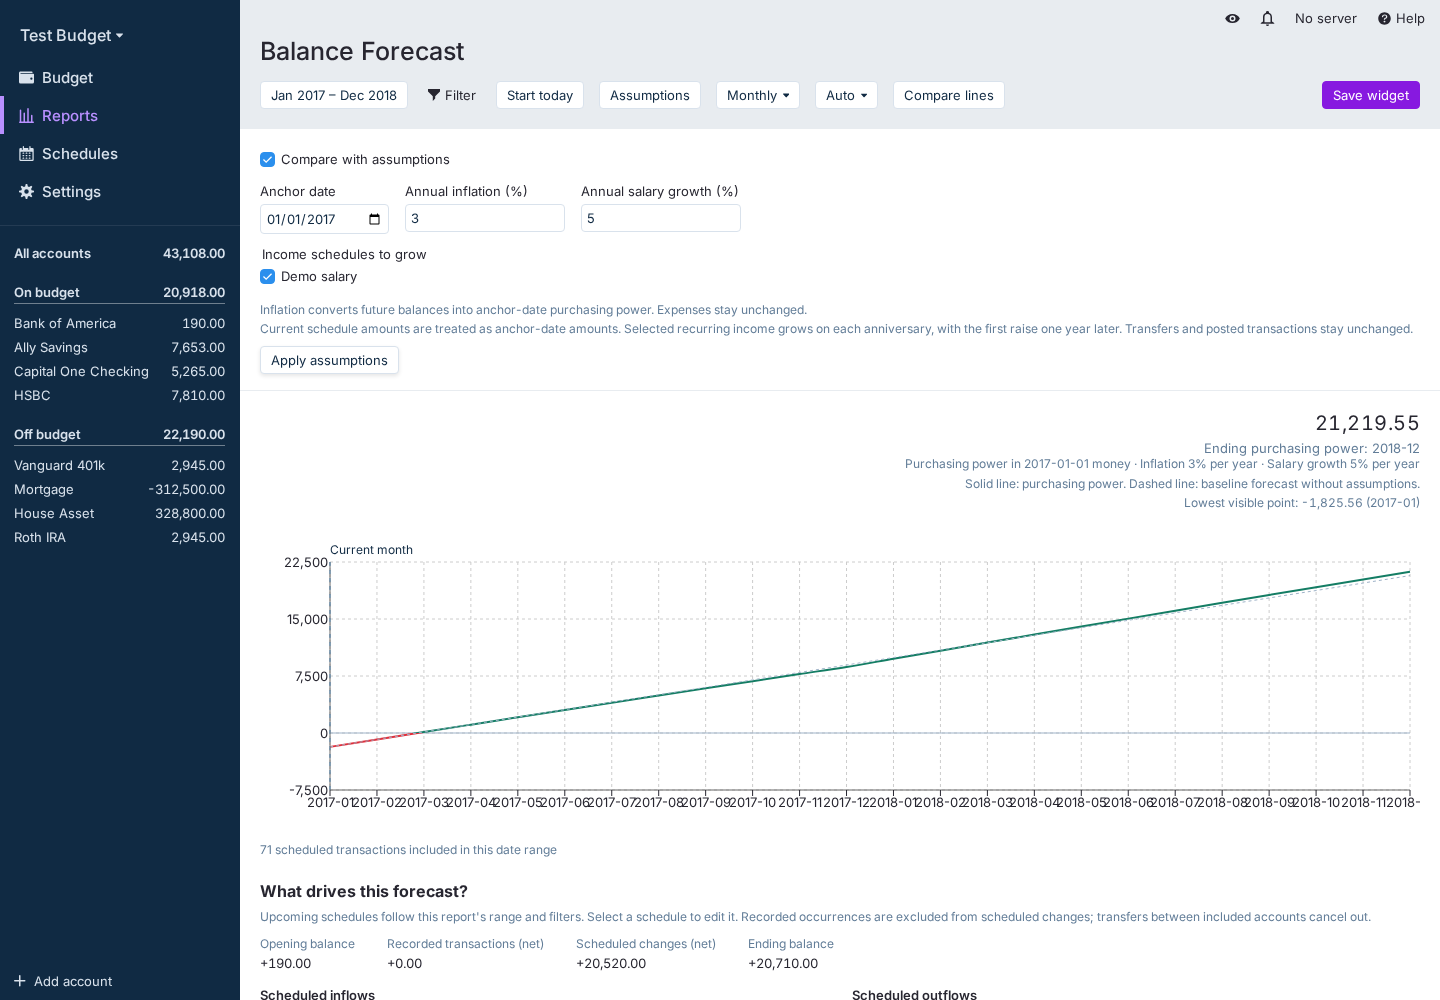 Test Budget
Budget
Reports
Schedules
Settings
All accounts 43,108.00
On budget 20,918.00
Bank of America 190.00
Ally Savings 7,653.00
Capital One Checking 5,265.00
HSBC 7,810.00
Off budget 22,190.00
Vanguard 401k 2,945.00
Mortgage -312,500.00
House Asset 328,800.00
Roth IRA 2,945.00
Add account
No server Help
Balance Forecast
Jan 2017 – Dec 2018 Filter Start today Assumptions Monthly Auto Compare lines Save widget
Compare with assumptions
Anchor date Annual inflation (%) Annual salary growth (%)
01/01/2017 3 5
Income schedules to grow
Demo salary
Inflation converts future balances into anchor-date purchasing power. Expenses stay unchanged.
Current schedule amounts are treated as anchor-date amounts. Selected recurring income grows on each anniversary, with the first raise one year later. Transfers and posted transactions stay unchanged.
Apply assumptions
21,219.55
Ending purchasing power: 2018-12
Purchasing power in 2017-01-01 money · Inflation 3% per year · Salary growth 5% per year
Solid line: purchasing power. Dashed line: baseline forecast without assumptions.
Lowest visible point: -1,825.56 (2017-01)
Current month
22,500
15,000
7,500
0
-7,500
2017-01 2017-02 2017-03 2017-04 2017-05 2017-06 2017-07 2017-08 2017-09 2017-10 2017-11 2017-12 2018-01 2018-02 2018-03 2018-04 2018-05 2018-06 2018-07 2018-08 2018-09 2018-10 2018-11 2018-
71 scheduled transactions included in this date range
What drives this forecast?
Upcoming schedules follow this report's range and filters. Select a schedule to edit it. Recorded occurrences are excluded from scheduled changes; transfers between included accounts cancel out.
Opening balance Recorded transactions (net) Scheduled changes (net) Ending balance
+190.00 +0.00 +20,520.00 +20,710.00
Scheduled inflows Scheduled outflows